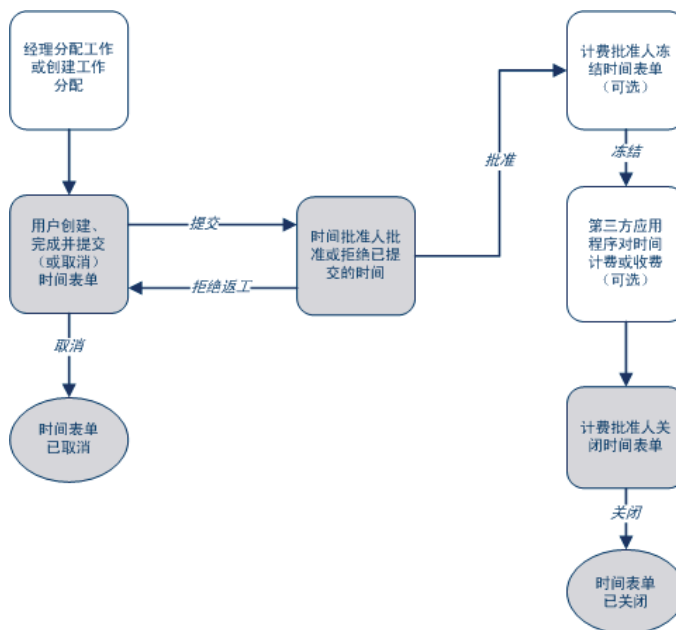 经理分配工作
或创建工作
分配
计费批准人冻
结时间表单
（可选）
批准
冻结
用户创建、
完成并提交
（或取消）
时间表单
提交
拒绝返工
时间批准人批
准或拒绝已提
交的时间
第三方应用
程序对时间
计费或收费
（可选）
取消
时间表单
已取消
计费批准人关
闭时间表单
关闭
时间表单
已关闭